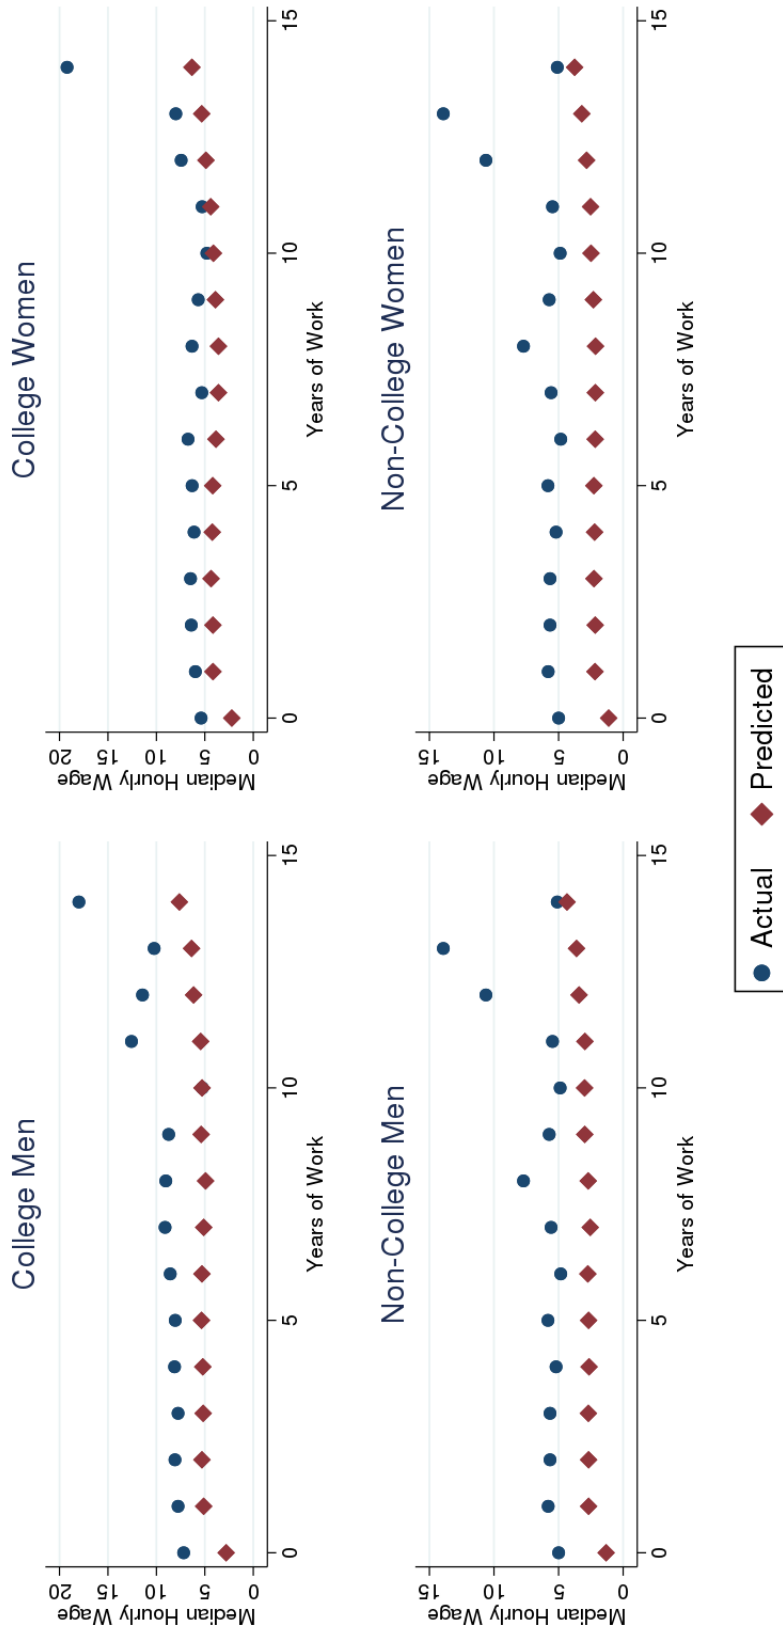 College Men
20
15
10
5
0
Median Hourly Wage
0
5
10
15
Years of Work
College Women
20
15
10
5
0
Median Hourly Wage
0
5
10
15
Years of Work
Non-College Men
15
10
5
0
Median Hourly Wage
0
5
10
15
Years of Work
Non-College Women
15
10
5
0
Median Hourly Wage
0
5
10
15
Years of Work
Actual Predicted